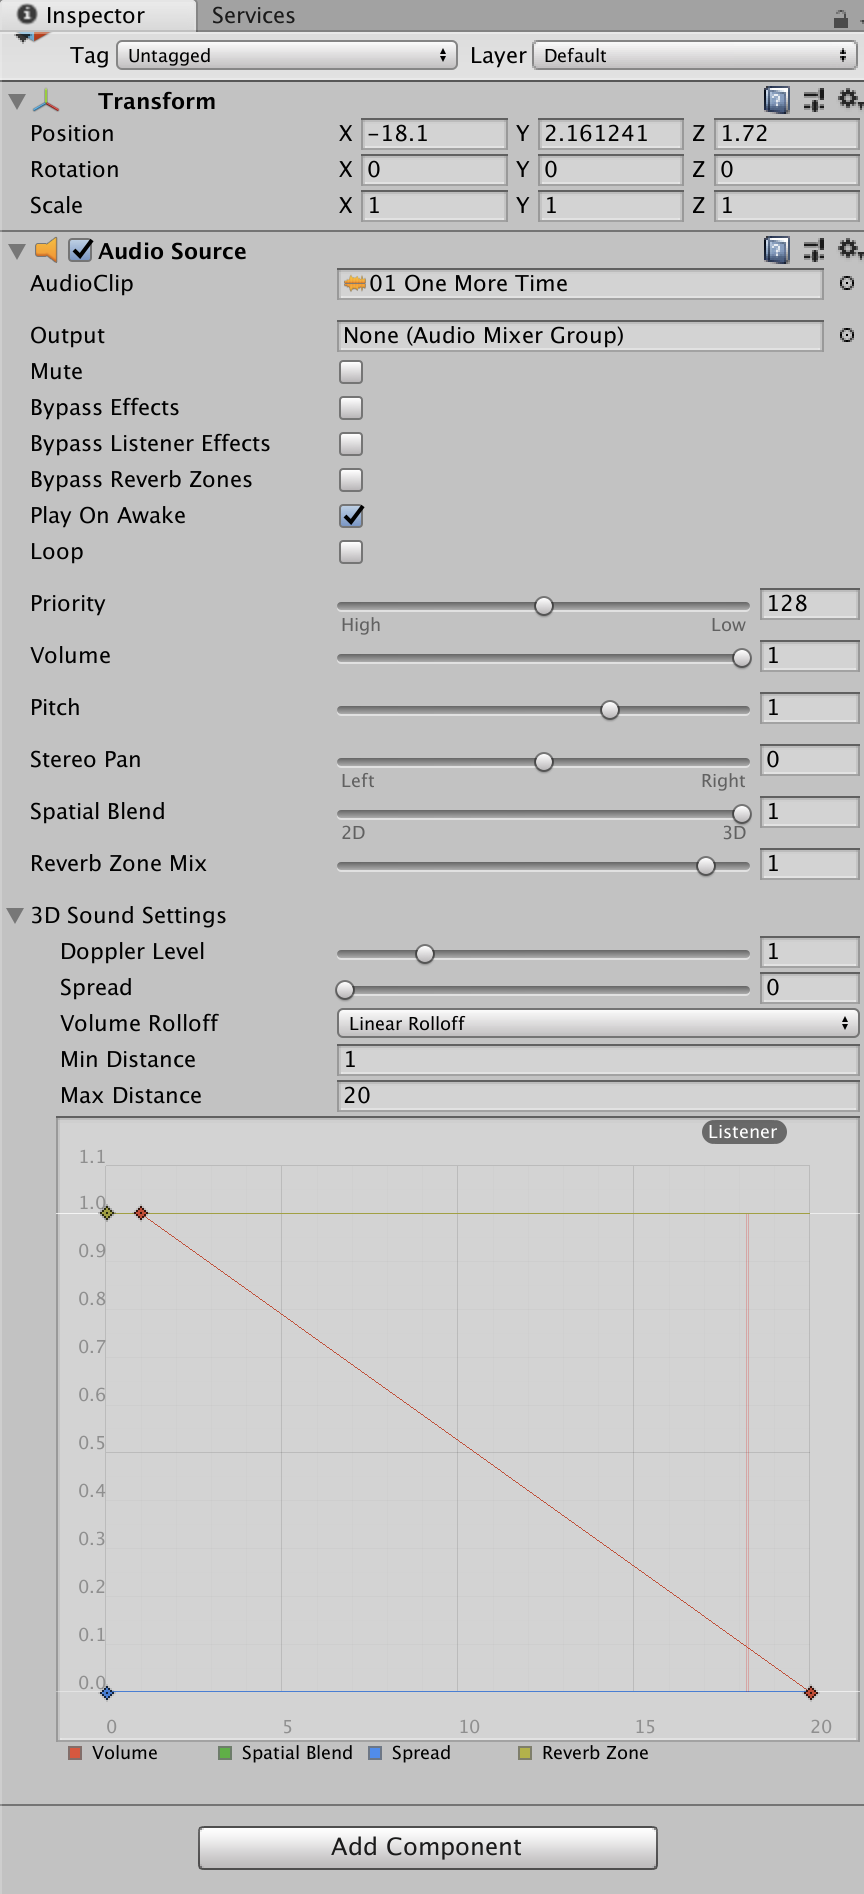 Inspector Services
Tag Untagged Layer Default
Transform
Position X -18.1 Y 2.161241 Z 1.72
Rotation X 0 Y 0 Z 0
Scale X 1 Y 1 Z 1
Audio Source
AudioClip 01 One More Time
Output None (Audio Mixer Group)
Mute
Bypass Effects
Bypass Listener Effects
Bypass Reverb Zones
Play On Awake
Loop
Priority 128
High Low
Volume 1
Pitch 1
Stereo Pan 0
Left Right
Spatial Blend 1
2D 3D
Reverb Zone Mix 1
3D Sound Settings
Doppler Level 1
Spread 0
Volume Rolloff Linear Rolloff
Min Distance 1
Max Distance 20
Listener
1.1
1.0
0.9
0.8
0.7
0.6
0.5
0.4
0.3
0.2
0.1
0.0
0 5 10 15 20
Volume Spatial Blend Spread Reverb Zone
Add Component